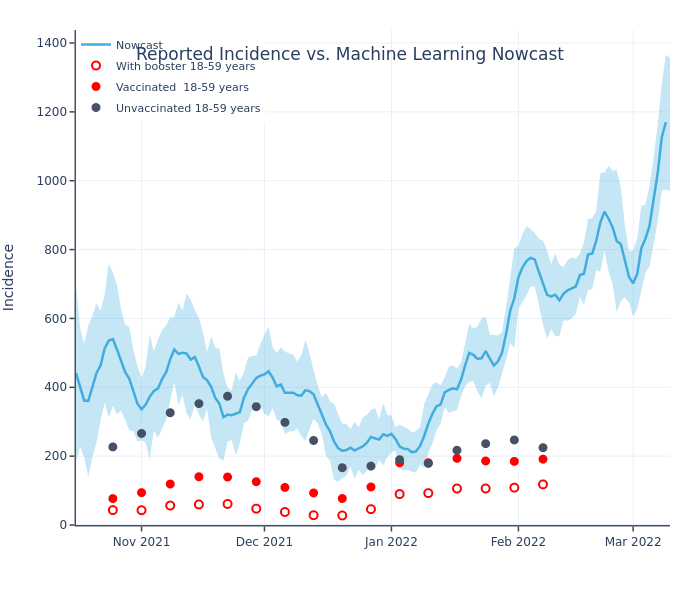 Reported Incidence vs. Machine Learning Nowcast
Nowcast
With booster 18-59 years
Vaccinated  18-59 years
Unvaccinated 18-59 years
Incidence
1400
1200
1000
800
600
400
200
0
Nov 2021
Dec 2021
Jan 2022
Feb 2022
Mar 2022